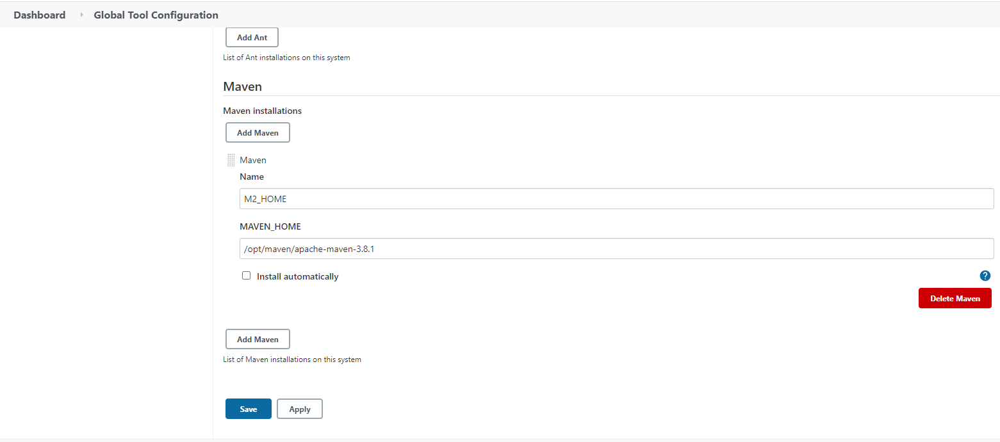 Dashboard Global Tool Configuration
Add Ant
List of Ant installations on this system
Maven
Maven installations
Add Maven
Maven
Name
M2_HOME
MAVEN_HOME
/opt/maven/apache-maven-3.8.1
Install automatically ?
Delete Maven
Add Maven
List of Maven installations on this system
Save Apply